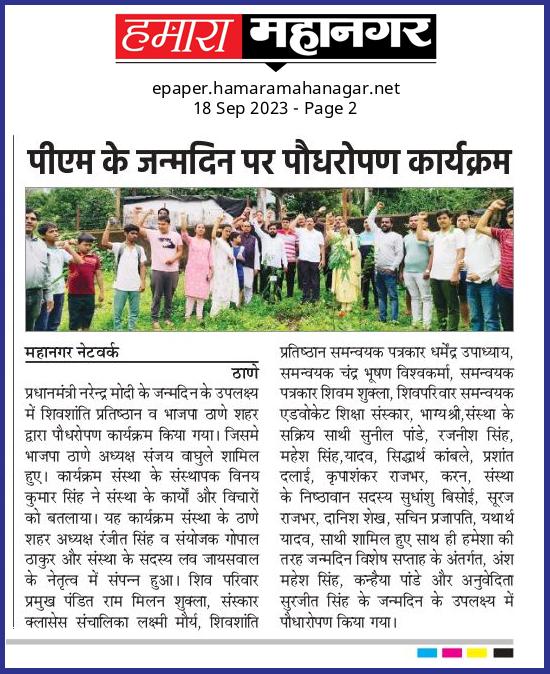 हमारा महानगर
epaper.hamaramahanagar.net
18 Sep 2023 - Page 2
पीएम के जन्मदिन पर पौधरोपण कार्यक्रम
महानगर नेटवर्क
ठाणे
प्रधानमंत्री नरेन्द्र मोदी के जन्मदिन के उपलक्ष्य
में शिवशांति प्रतिष्ठान व भाजपा ठाणे शहर
द्वारा पौधरोपण कार्यक्रम किया गया। जिसमे
भाजपा ठाणे अध्यक्ष संजय वाघुले शामिल
हुए। कार्यक्रम संस्था के संस्थापक विनय
कुमार सिंह ने संस्था के कार्यों और विचारों
को बतलाया। यह कार्यक्रम संस्था के ठाणे
शहर अध्यक्ष रंजीत सिंह व संयोजक गोपाल
ठाकुर और संस्था के सदस्य लव जायसवाल
के नेतृत्व में संपन्न हुआ। शिव परिवार
प्रमुख पंडित राम मिलन शुक्ला, संस्कार
क्लासेस संचालिका लक्ष्मी मौर्य, शिवशांति
प्रतिष्ठान समन्वयक पत्रकार धर्मेंद्र उपाध्याय,
समन्वयक चंद्र भूषण विश्वकर्मा, समन्वयक
पत्रकार शिवम शुक्ला, शिवपरिवार समन्वयक
एडवोकेट शिक्षा संस्कार, भाग्यश्री,संस्था के
सक्रिय साथी सुनील पांडे, रजनीश सिंह,
महेश सिंह,यादव, सिद्धार्थ कांबले, प्रशांत
दलाई, कृपाशंकर राजभर, करन, संस्था
के निष्ठावान सदस्य सुधांशु बिसोई, सूरज
राजभर, दानिश शेख, सचिन प्रजापति, यथार्थ
यादव, साथी शामिल हुए साथ ही हमेशा की
तरह जन्मदिन विशेष सप्ताह के अंतर्गत, अंश
महेश सिंह, कन्हैया पांडे और अनुवेदिता
सुरजीत सिंह के जन्मदिन के उपलक्ष्य में
पौधारोपण किया गया।